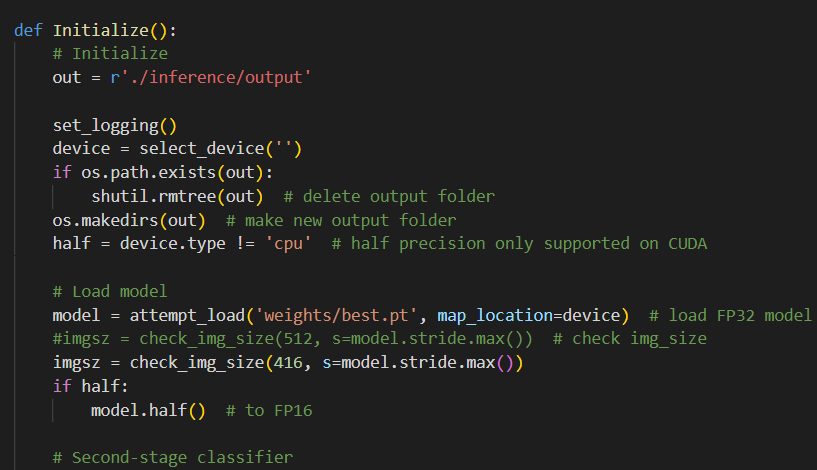 def Initialize():
    # Initialize
    out = r'./inference/output'

    set_logging()
    device = select_device('')
    if os.path.exists(out):
        shutil.rmtree(out)  # delete output folder
    os.makedirs(out)  # make new output folder
    half = device.type != 'cpu'  # half precision only supported on CUDA

    # Load model
    model = attempt_load('weights/best.pt', map_location=device)  # load FP32 model
    #imgsz = check_img_size(512, s=model.stride.max())  # check img_size
    imgsz = check_img_size(416, s=model.stride.max())
    if half:
        model.half()  # to FP16

    # Second-stage classifier